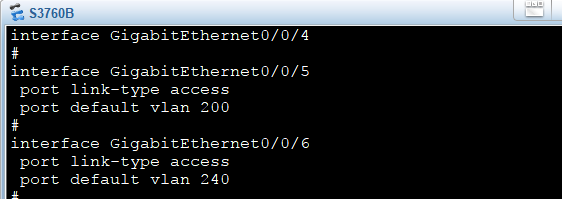 S3760B
interface GigabitEthernet0/0/4
#
interface GigabitEthernet0/0/5
 port link-type access
 port default vlan 200
#
interface GigabitEthernet0/0/6
 port link-type access
 port default vlan 240
#